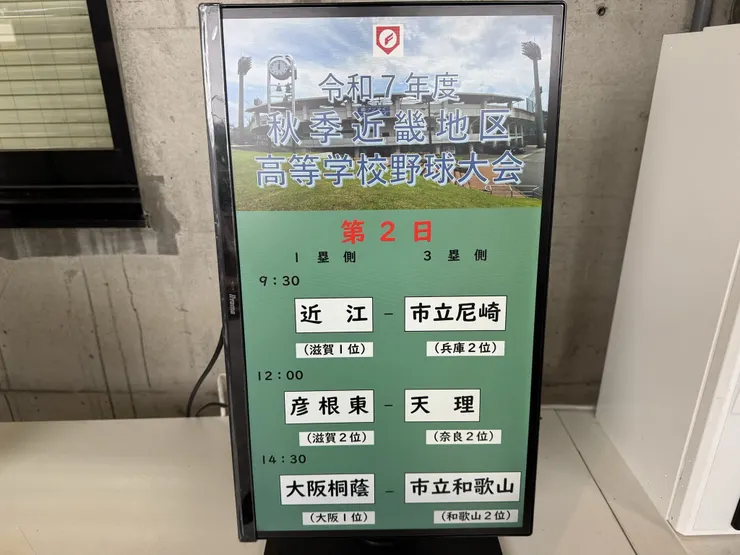 令和7年度
秋季近畿地区
高等学校野球大会
第2日
1塁側 3塁側
9:30
近江 - 市立尼崎
(滋賀1位) (兵庫2位)
12:00
彦根東 - 天理
(滋賀2位) (奈良2位)
14:30
大阪桐蔭 - 市立和歌山
(大阪1位) (和歌山2位)